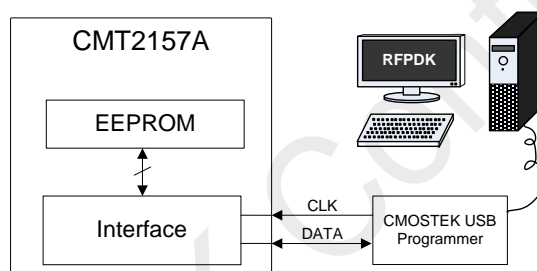 CMT2157A
RFPDK
EEPROM
Interface
CLK
DATA
CMOSTEK USB
Programmer